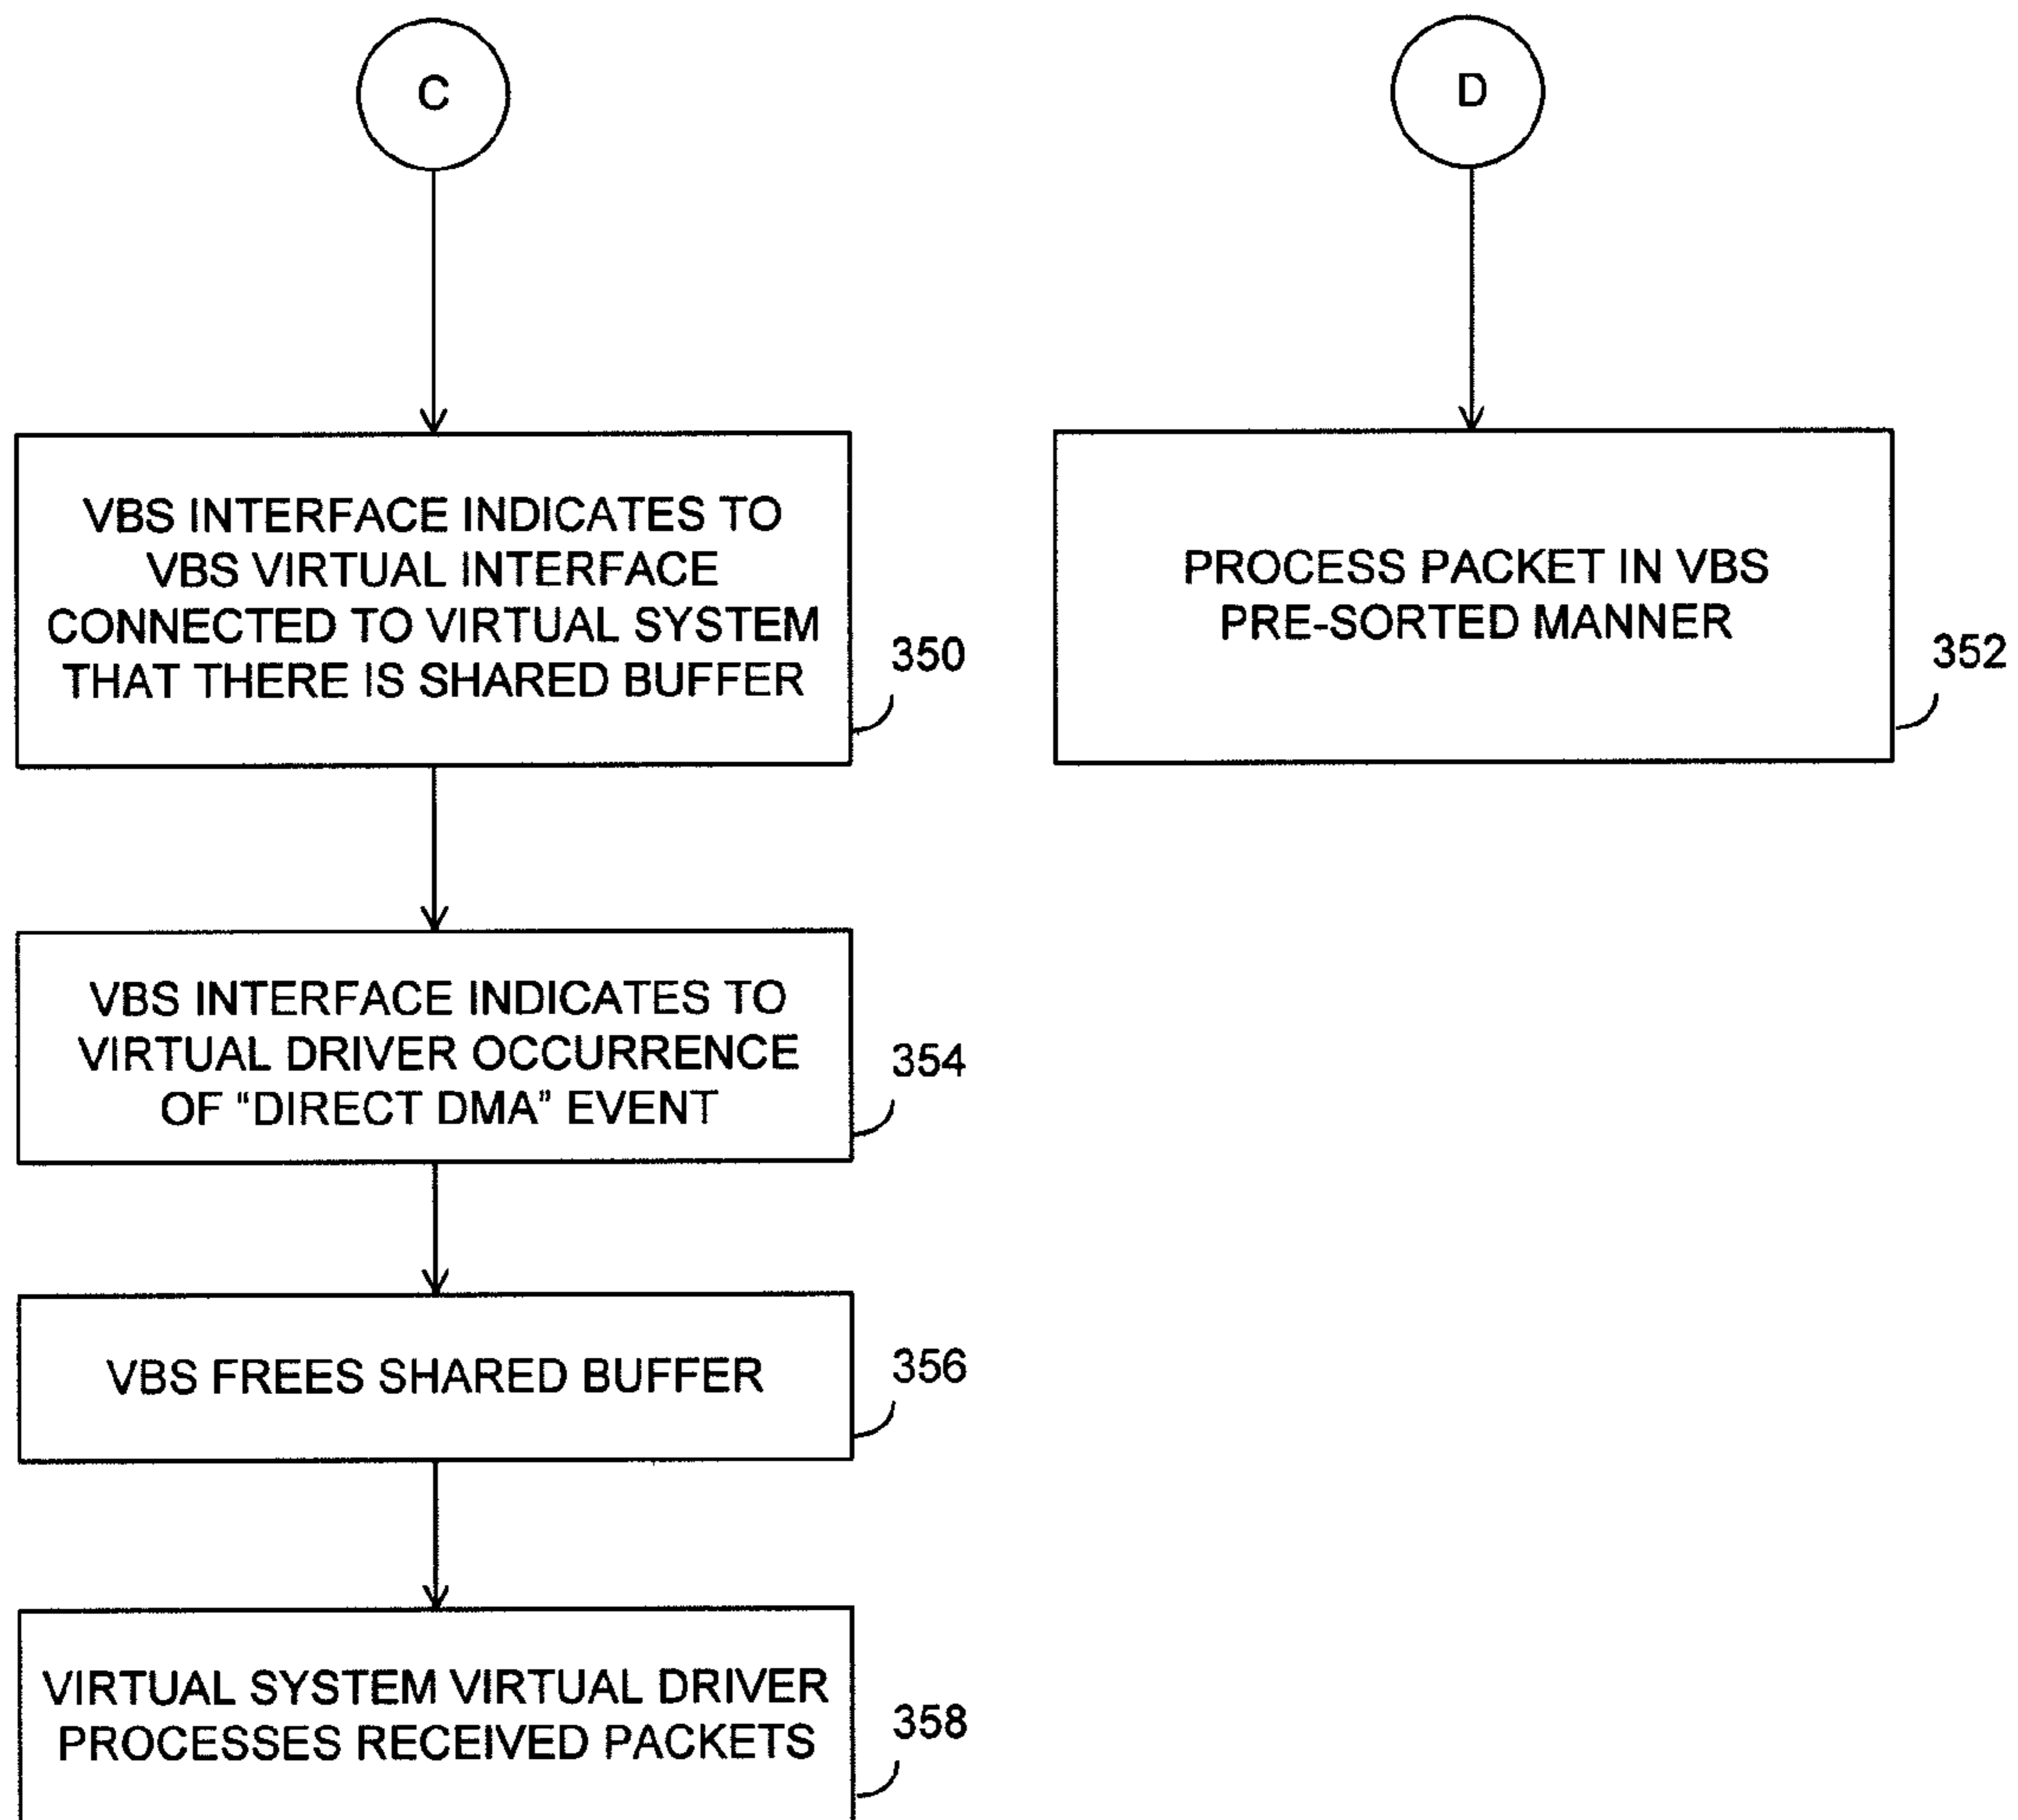 C
D
VBS INTERFACE INDICATES TO
VBS VIRTUAL INTERFACE
CONNECTED TO VIRTUAL SYSTEM
THAT THERE IS SHARED BUFFER
350
PROCESS PACKET IN VBS
PRE-SORTED MANNER
352
VBS INTERFACE INDICATES TO
VIRTUAL DRIVER OCCURRENCE
OF “DIRECT DMA” EVENT
354
VBS FREES SHARED BUFFER
356
VIRTUAL SYSTEM VIRTUAL DRIVER
PROCESSES RECEIVED PACKETS
358